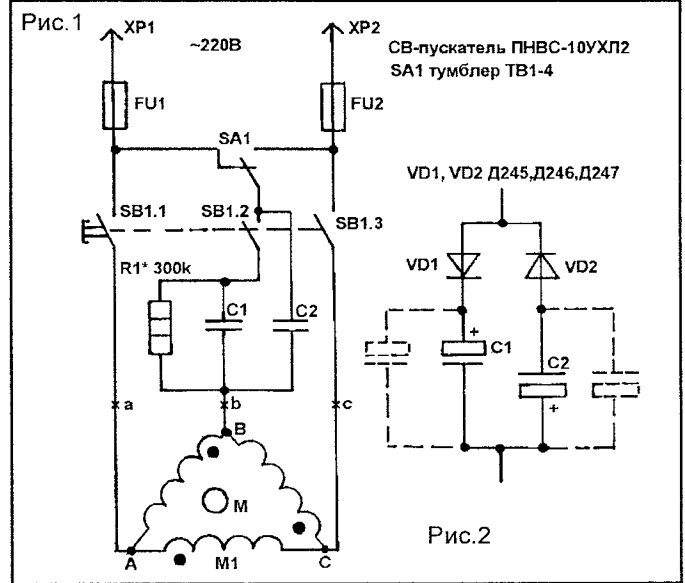 Рис.1
XP1
~220В
XP2
СВ-пускатель ПНВС-10УХЛ2
SA1 тумблер ТВ1-4
FU1
FU2
SA1
VD1, VD2 Д245,Д246,Д247
SB1.1
SB1.2
SB1.3
R1* 300k
C1
C2
VD1
VD2
+
C1
C2
+
a
b
c
B
M
A
M1
C
Рис.2